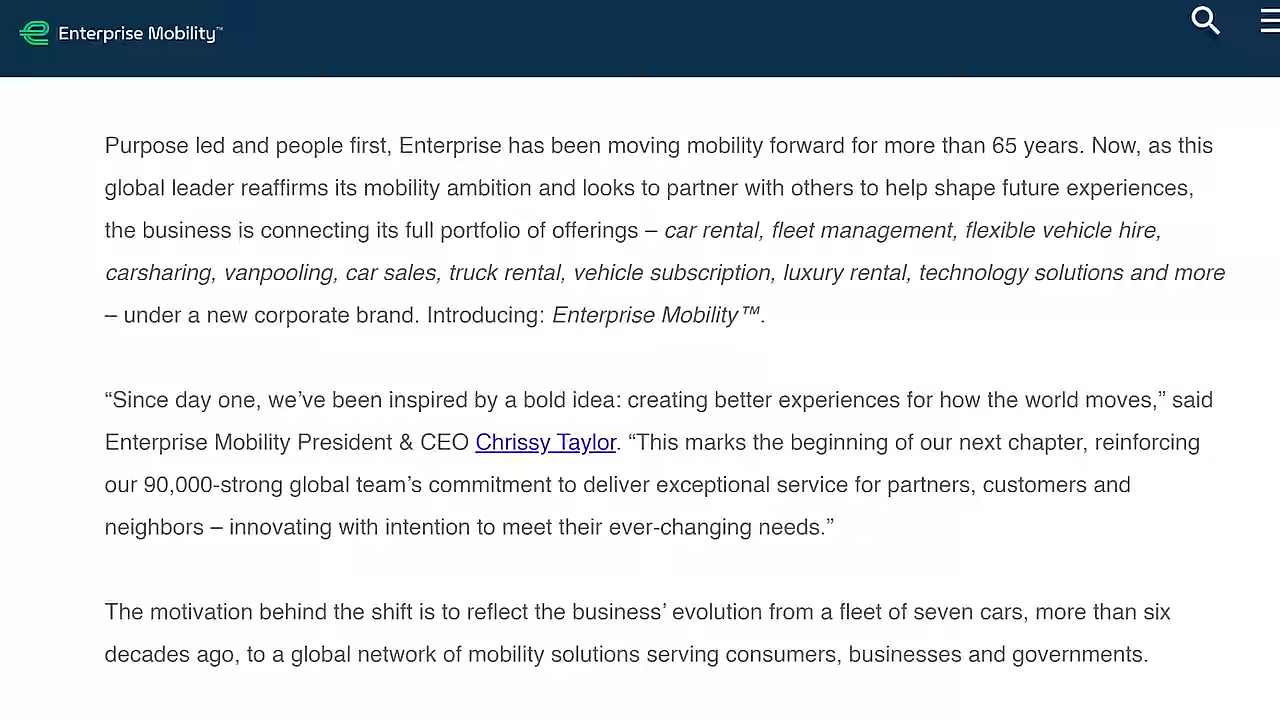 Enterprise Mobility™
Purpose led and people first, Enterprise has been moving mobility forward for more than 65 years. Now, as this
global leader reaffirms its mobility ambition and looks to partner with others to help shape future experiences,
the business is connecting its full portfolio of offerings – car rental, fleet management, flexible vehicle hire,
carsharing, vanpooling, car sales, truck rental, vehicle subscription, luxury rental, technology solutions and more
– under a new corporate brand. Introducing: Enterprise Mobility™.
“Since day one, we’ve been inspired by a bold idea: creating better experiences for how the world moves,” said
Enterprise Mobility President & CEO Chrissy Taylor. “This marks the beginning of our next chapter, reinforcing
our 90,000-strong global team’s commitment to deliver exceptional service for partners, customers and
neighbors – innovating with intention to meet their ever-changing needs.”
The motivation behind the shift is to reflect the business’ evolution from a fleet of seven cars, more than six
decades ago, to a global network of mobility solutions serving consumers, businesses and governments.